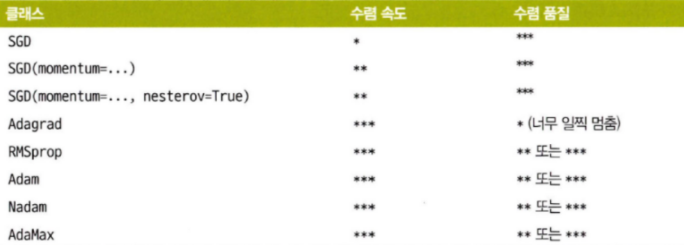 클래스 수렴 속도 수렴 품질
SGD * ***
SGD(momentum=...) ** ***
SGD(momentum=..., nesterov=True) ** ***
Adagrad *** * (너무 일찍 멈춤)
RMSprop *** ** 또는 ***
Adam *** ** 또는 ***
Nadam *** ** 또는 ***
AdaMax *** ** 또는 ***